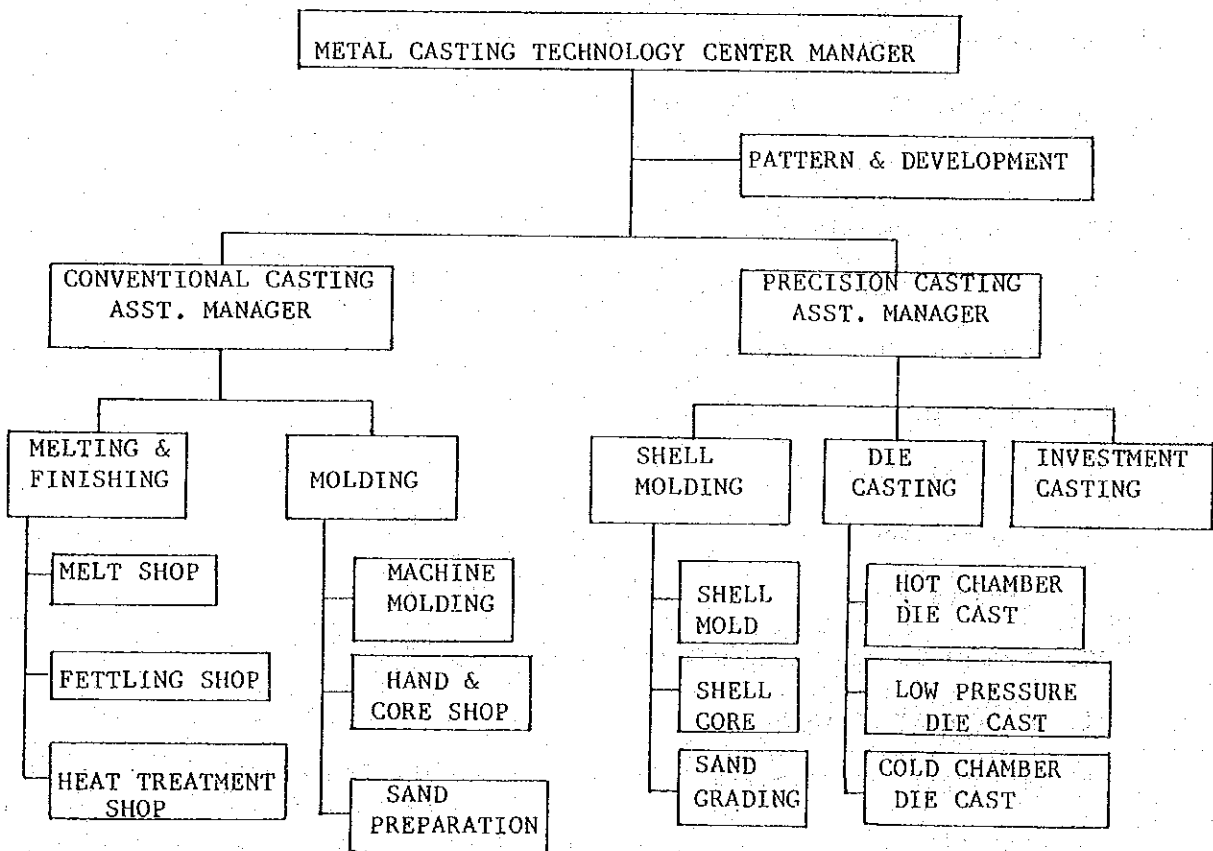 METAL CASTING TECHNOLOGY CENTER MANAGER
PATTERN & DEVELOPMENT
CONVENTIONAL CASTING
ASST. MANAGER
PRECISION CASTING
ASST. MANAGER
MELTING &
FINISHING
MOLDING
SHELL
MOLDING
DIE
CASTING
INVESTMENT
CASTING
MELT SHOP
FETTLING SHOP
HEAT TREATMENT
SHOP
MACHINE
MOLDING
HAND &
CORE SHOP
SAND
PREPARATION
SHELL
MOLD
SHELL
CORE
SAND
GRADING
HOT CHAMBER
DIE CAST
LOW PRESSURE
DIE CAST
COLD CHAMBER
DIE CAST